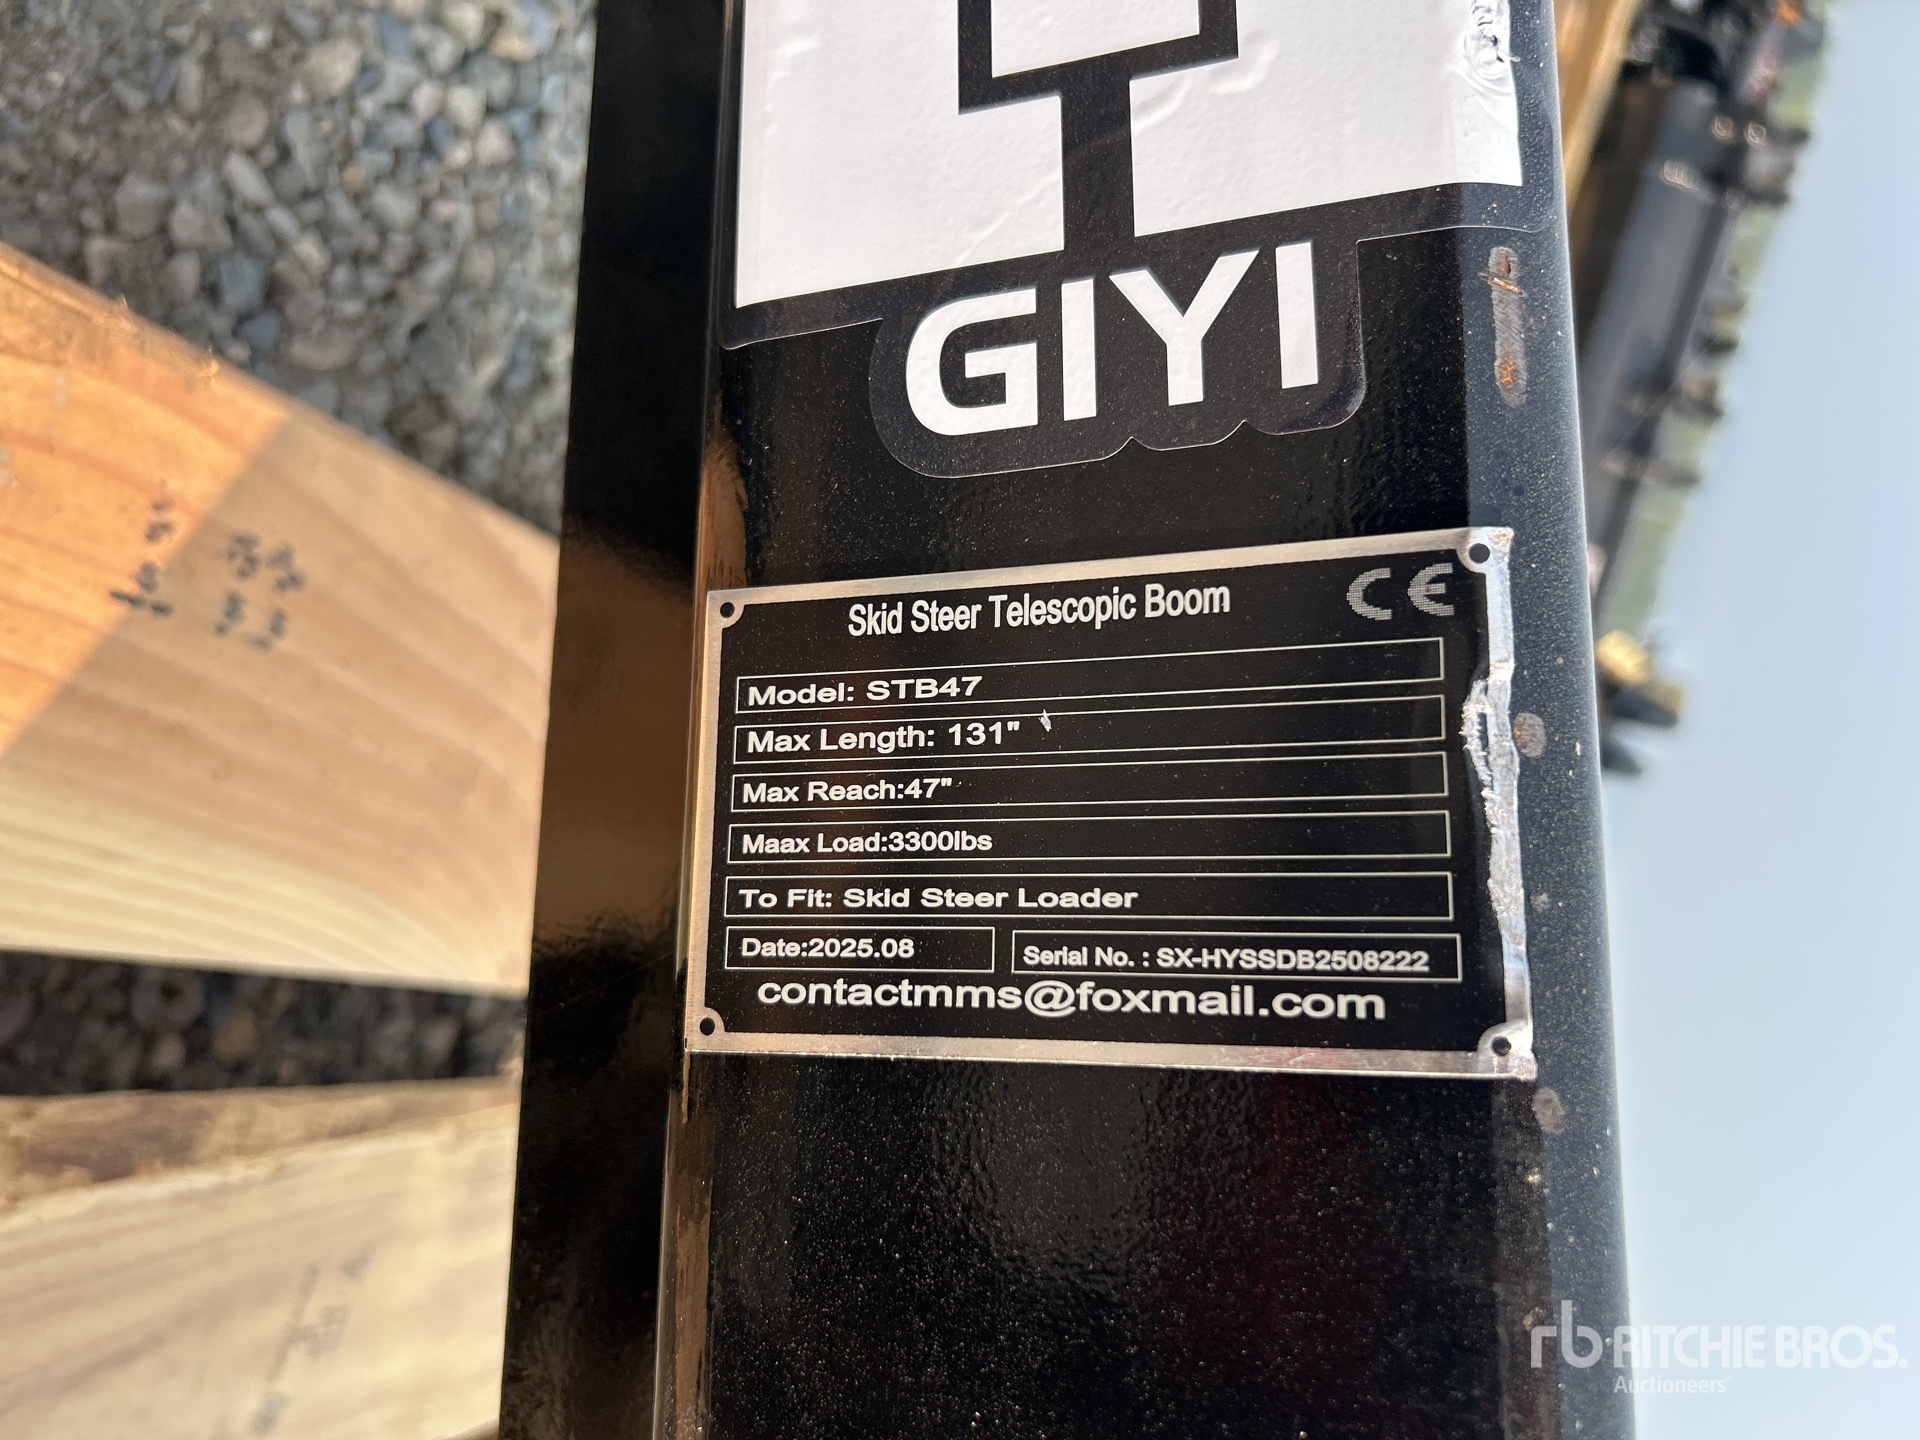 GIYI
Skid Steer Telescopic Boom
CE
Model: STB47
Max Length: 131"
Max Reach:47"
Maax Load:3300lbs
To Fit: Skid Steer Loader
Date:2025.08
Serial No. : SX-HYSSDB2508222
contactmms@foxmail.com
rb RITCHIE BROS.
Auctioneers